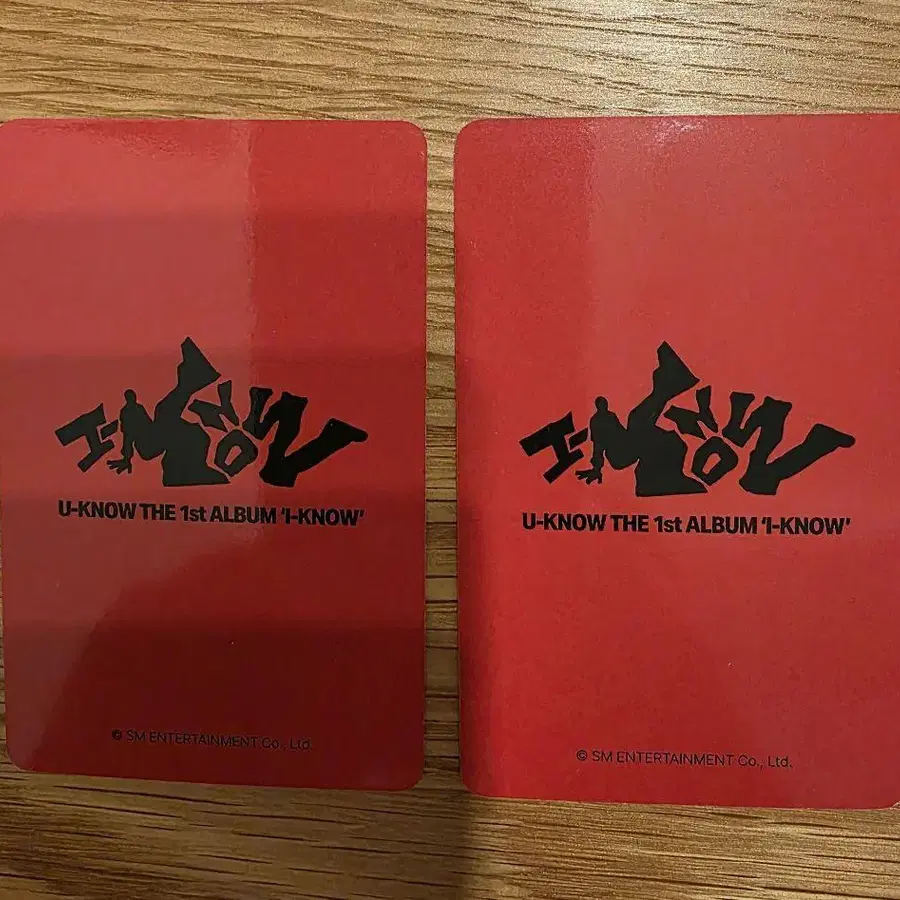 I-KNOW
U-KNOW THE 1st ALBUM 'I-KNOW'
© SM ENTERTAINMENT Co., Ltd.
I-KNOW
U-KNOW THE 1st ALBUM 'I-KNOW'
© SM ENTERTAINMENT Co., Ltd.